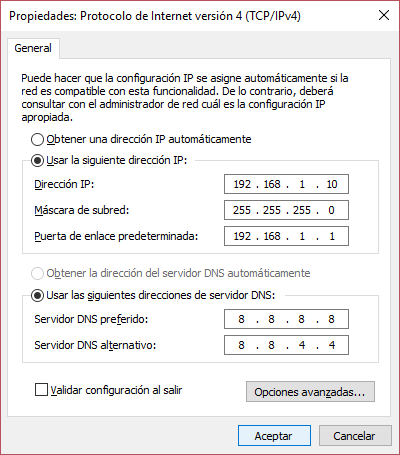 Propiedades: Protocolo de Internet versión 4 (TCP/IPv4)
General
Puede hacer que la configuración IP se asigne automáticamente si la
red es compatible con esta funcionalidad. De lo contrario, deberá
consultar con el administrador de red cuál es la configuración IP
apropiada.
Obtener una dirección IP automáticamente
Usar la siguiente dirección IP:
Dirección IP: 192 . 168 . 1 . 10
Máscara de subred: 255 . 255 . 255 . 0
Puerta de enlace predeterminada: 192 . 168 . 1 . 1
Obtener la dirección del servidor DNS automáticamente
Usar las siguientes direcciones de servidor DNS:
Servidor DNS preferido: 8 . 8 . 8 . 8
Servidor DNS alternativo: 8 . 8 . 4 . 4
Validar configuración al salir
Opciones avanzadas...
Aceptar Cancelar